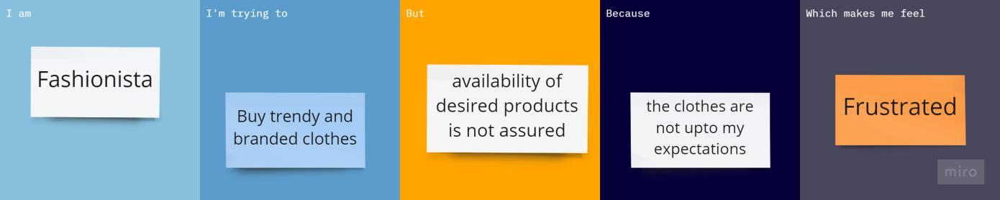 I am
Fashionista
I'm trying to
Buy trendy and
branded clothes
But
availability of
desired products
is not assured
Because
the clothes are
not upto my
expectations
Which makes me feel
Frustrated
miro